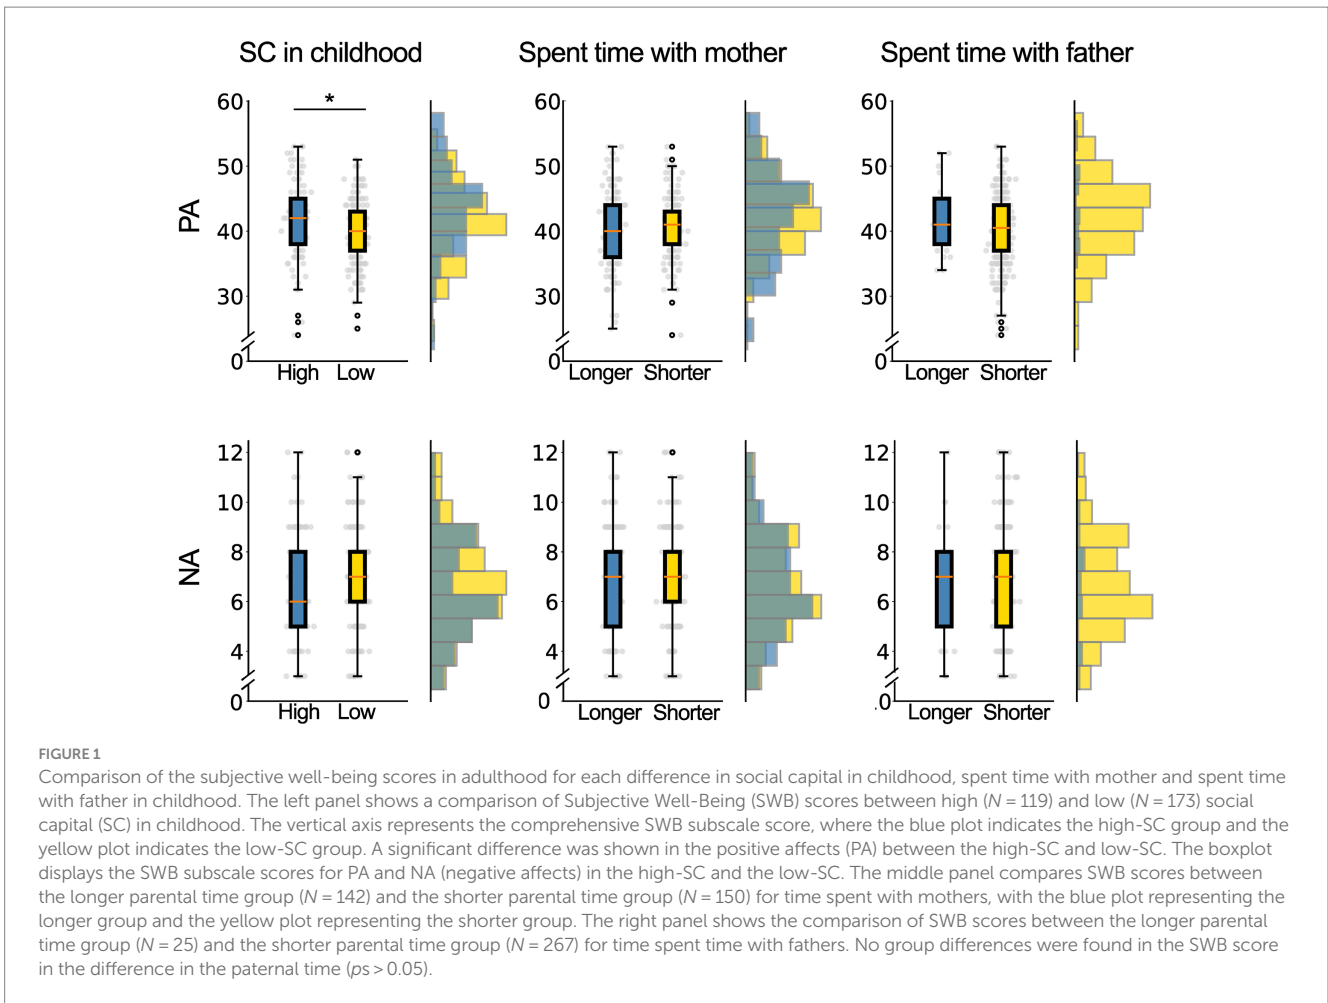 SC in childhood
Spent time with mother
Spent time with father
PA
60
50
40
30
0
*
High Low
60
50
40
30
0
Longer Shorter
60
50
40
30
0
Longer Shorter
NA
12
10
8
6
4
0
High Low
12
10
8
6
4
0
Longer Shorter
12
10
8
6
4
.0
Longer Shorter
FIGURE 1
Comparison of the subjective well-being scores in adulthood for each difference in social capital in childhood, spent time with mother and spent time
with father in childhood. The left panel shows a comparison of Subjective Well-Being (SWB) scores between high (N = 119) and low (N = 173) social
capital (SC) in childhood. The vertical axis represents the comprehensive SWB subscale score, where the blue plot indicates the high-SC group and the
yellow plot indicates the low-SC group. A significant difference was shown in the positive affects (PA) between the high-SC and low-SC. The boxplot
displays the SWB subscale scores for PA and NA (negative affects) in the high-SC and the low-SC. The middle panel compares SWB scores between
the longer parental time group (N = 142) and the shorter parental time group (N = 150) for time spent with mothers, with the blue plot representing the
longer group and the yellow plot representing the shorter group. The right panel shows the comparison of SWB scores between the longer parental
time group (N = 25) and the shorter parental time group (N = 267) for time spent time with fathers. No group differences were found in the SWB score
in the difference in the paternal time (ps > 0.05).